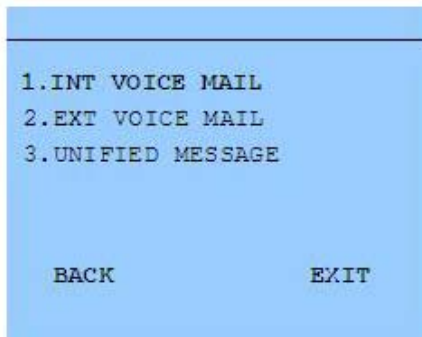 1.INT VOICE MAIL
2.EXT VOICE MAIL
3.UNIFIED MESSAGE
BACK EXIT